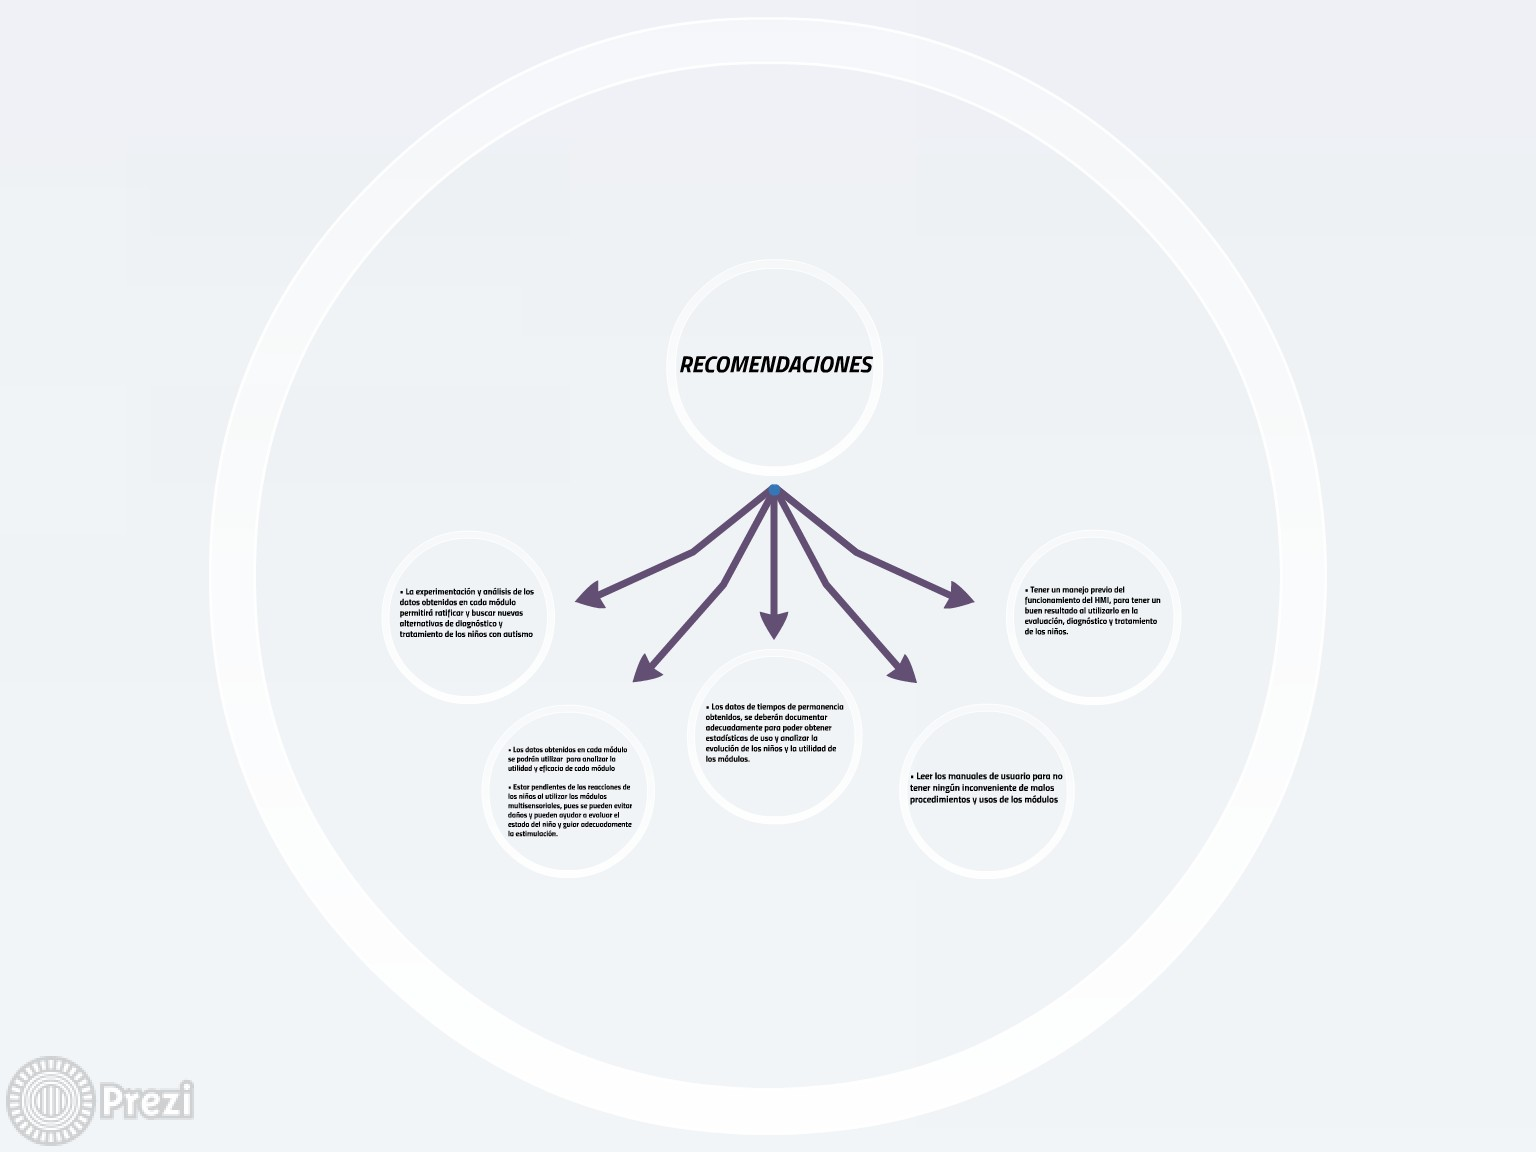 RECOMENDACIONES
• La experimentación y análisis de los
datos obtenidos en cada módulo
permitirá ratificar y buscar nuevas
alternativas de diagnóstico y
tratamiento de los niños con autismo
• Los datos obtenidos en cada módulo
se podrán utilizar  para analizar la
utilidad y eficacia de cada módulo
• Estar pendientes de las reacciones de
los niños al utilizar los módulos
multisensoriales, pues se pueden evitar
daños y pueden ayudar a evaluar el
estado del niño y guiar adecuadamente
la estimulación.
• Los datos de tiempos de permanencia
obtenidos, se deberán documentar
adecuadamente para poder obtener
estadísticas de uso y analizar la
evolución de los niños y la utilidad de
los módulos.
• Leer los manuales de usuario para no
tener ningún inconveniente de malos
procedimientos y usos de los módulos
• Tener un manejo previo del
funcionamiento del HMI, para tener un
buen resultado al utilizarlo en la
evaluación, diagnóstico y tratamiento
de los niños.
Prezi